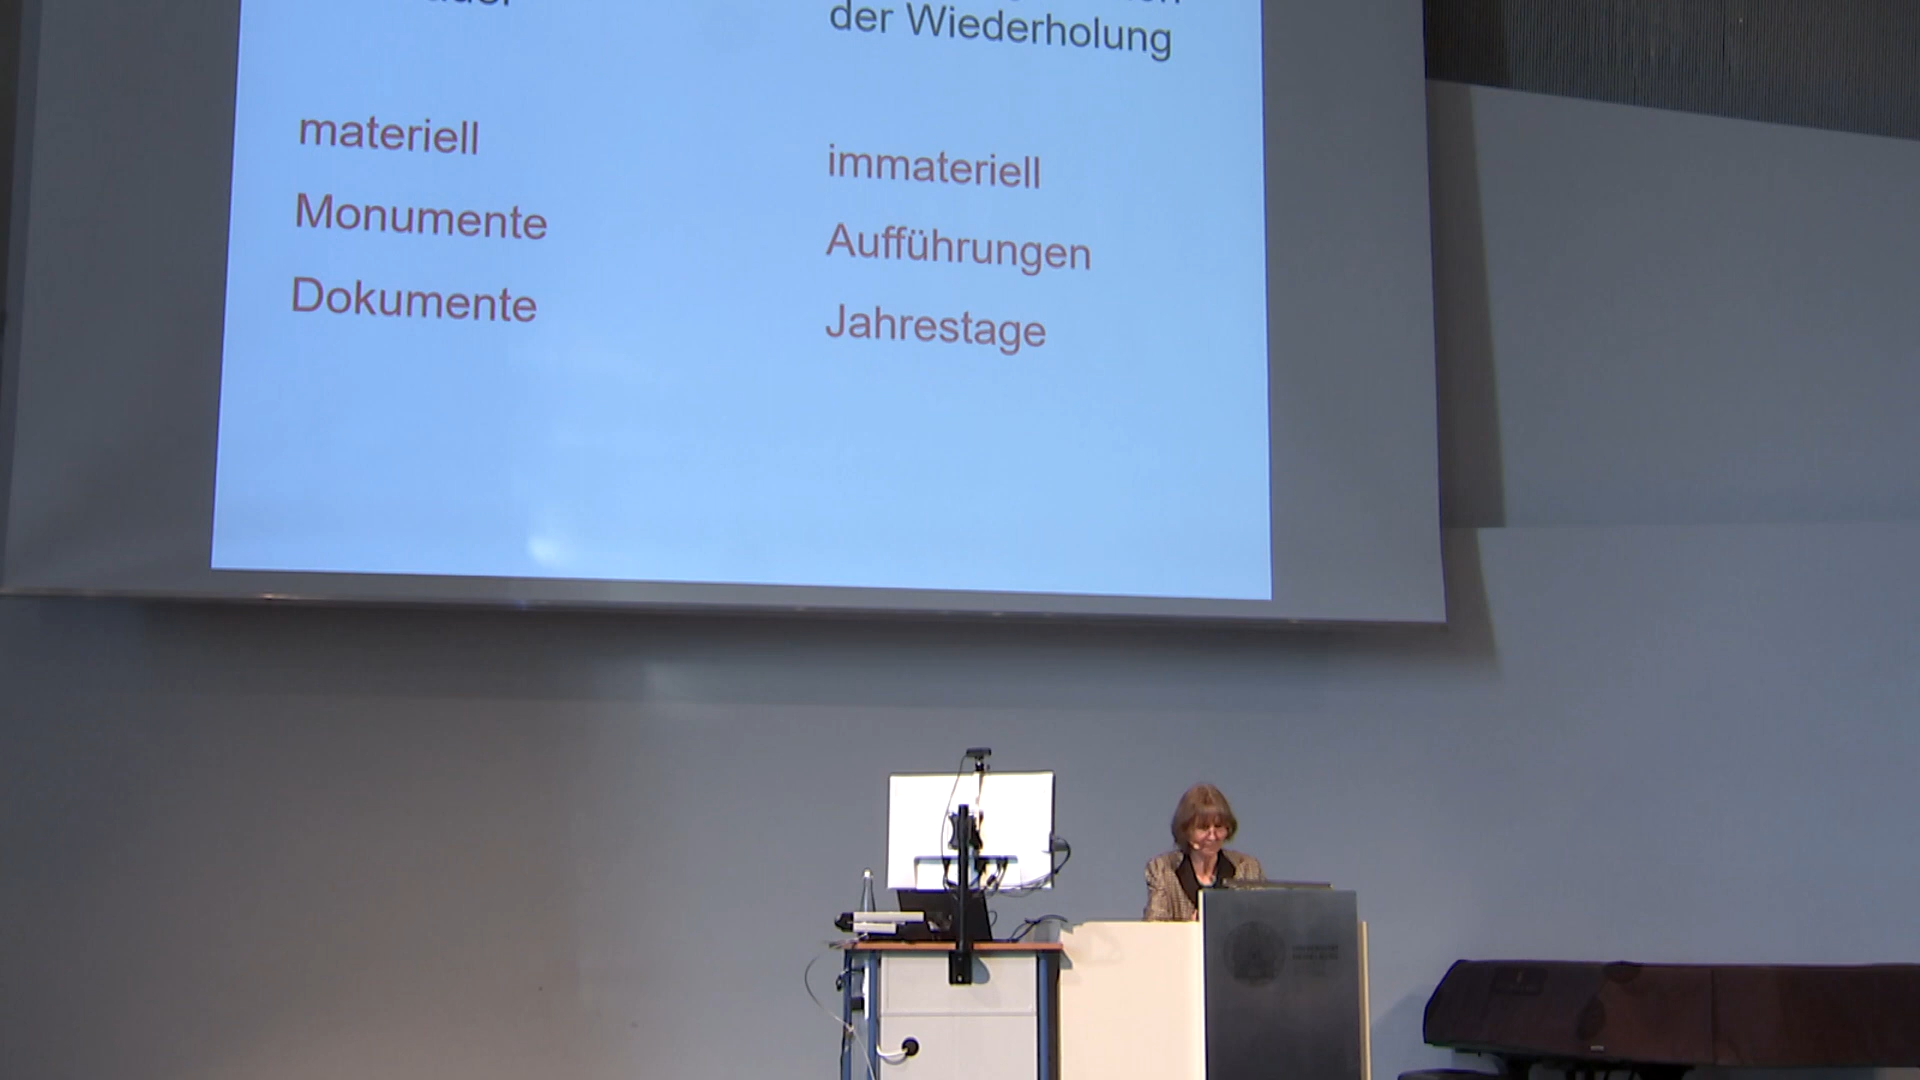 der Wiederholung
materiell
Monumente
Dokumente
immateriell
Aufführungen
Jahrestage